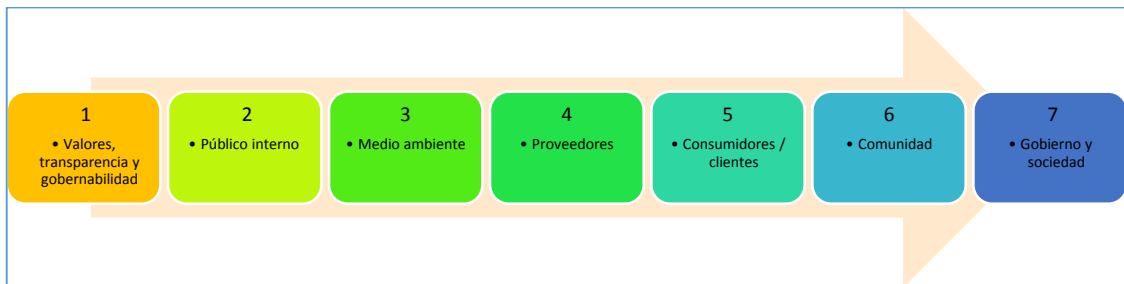 1
• Valores,
transparencia y
gobernabilidad
2
• Público interno
3
• Medio ambiente
4
• Proveedores
5
• Consumidores /
clientes
6
• Comunidad
7
• Gobierno y
sociedad